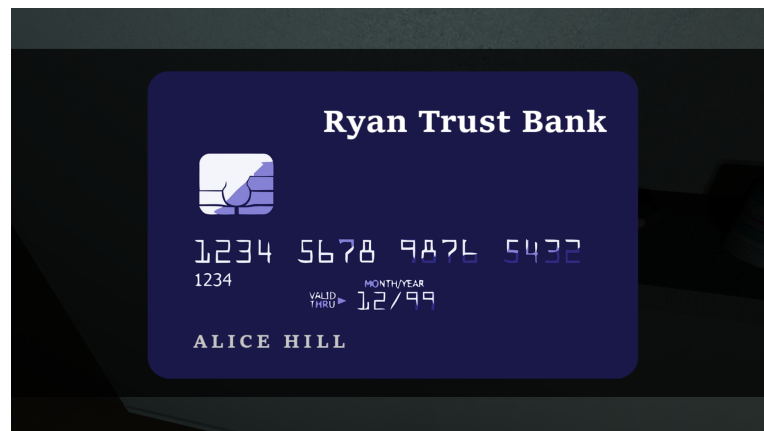 Ryan Trust Bank
1234 5678 9876 5432
1234
MONTH/YEAR
VALID THRU ► 12/99
ALICE HILL